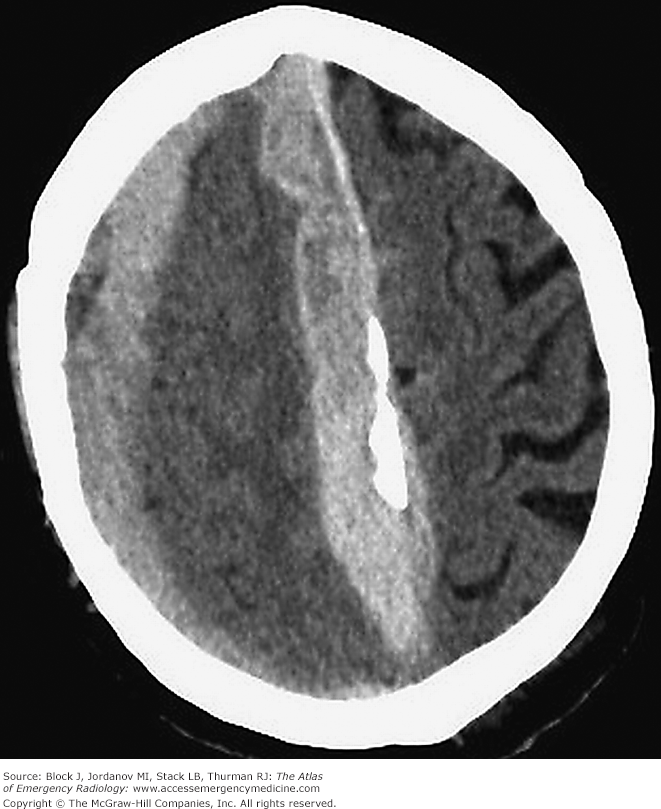 Source: Block J, Jordanov MI, Stack LB, Thurman RJ: The Atlas
of Emergency Radiology: www.accessemergencymedicine.com
Copyright © The McGraw-Hill Companies, Inc. All rights reserved.